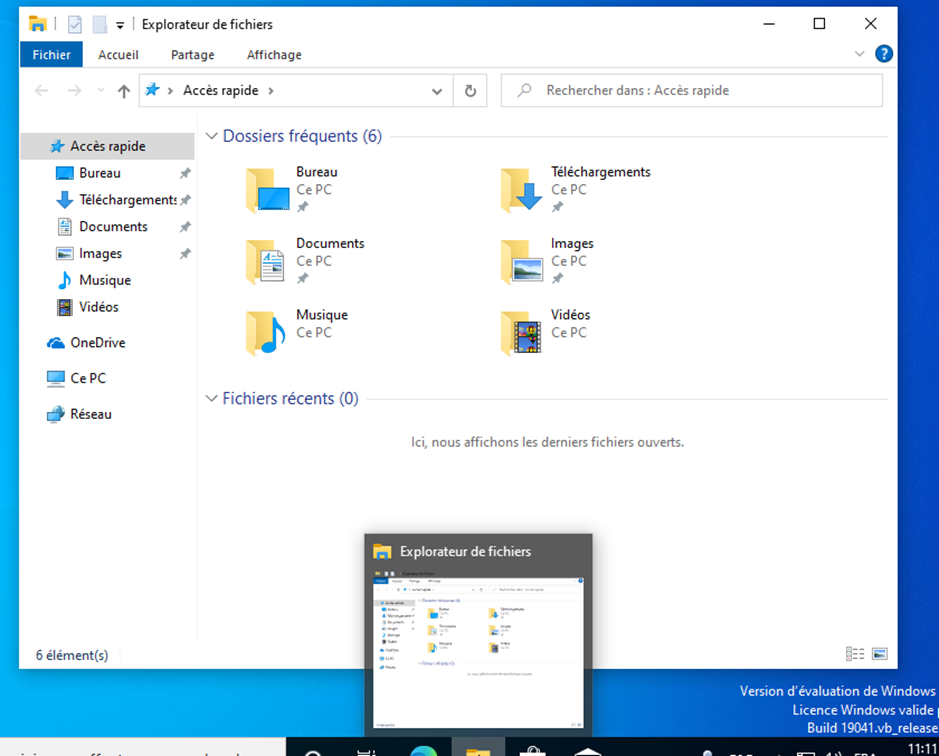 Explorateur de fichiers
Fichier Accueil Partage Affichage
Accès rapide
Rechercher dans : Accès rapide
Accès rapide
Bureau
Téléchargements
Documents
Images
Musique
Vidéos
OneDrive
Ce PC
Réseau
Dossiers fréquents (6)
Bureau
Ce PC
Téléchargements
Ce PC
Documents
Ce PC
Images
Ce PC
Musique
Ce PC
Vidéos
Ce PC
Fichiers récents (0)
Ici, nous affichons les derniers fichiers ouverts.
6 élément(s)
Explorateur de fichiers
Version d'évaluation de Windows
Licence Windows valide
Build 19041.vb_release
11:11